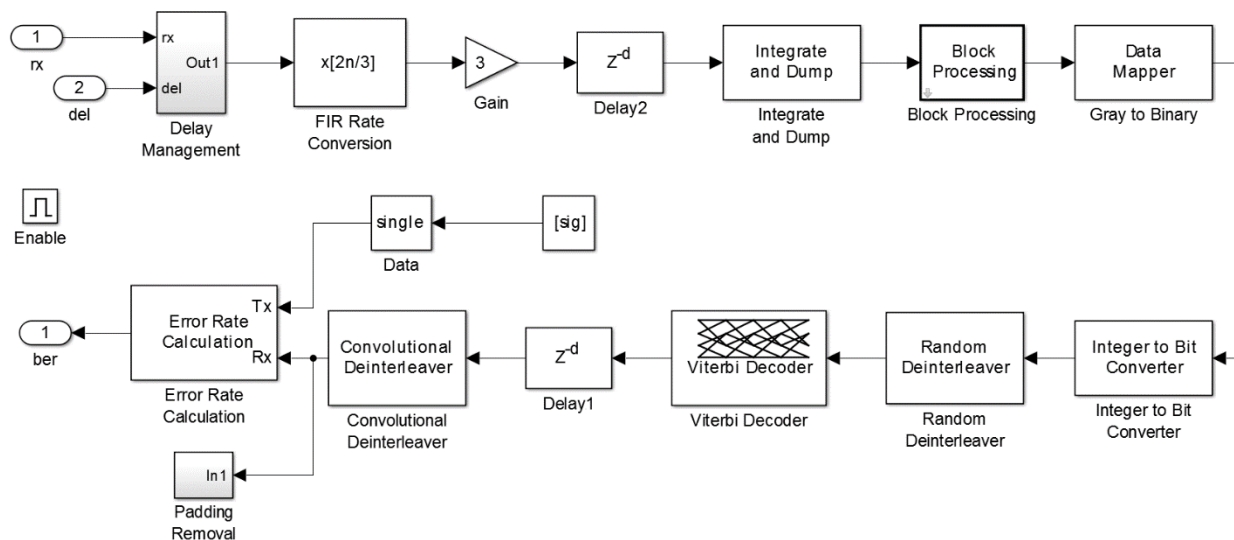 1
rx
2
del
rx
del
Out1
Delay
Management
x[2n/3]
FIR Rate
Conversion
3
Gain
Z-d
Delay2
Integrate
and Dump
Integrate
and Dump
Block
Processing
Block Processing
Data
Mapper
Gray to Binary
Enable
single
Data
[sig]
1
ber
Tx
Error Rate
Calculation
Rx
Error Rate
Calculation
Convolutional
Deinterleaver
Convolutional
Deinterleaver
Z-d
Delay1
Viterbi Decoder
Viterbi Decoder
Random
Deinterleaver
Random
Deinterleaver
Integer to Bit
Converter
Integer to Bit
Converter
In1
Padding
Removal